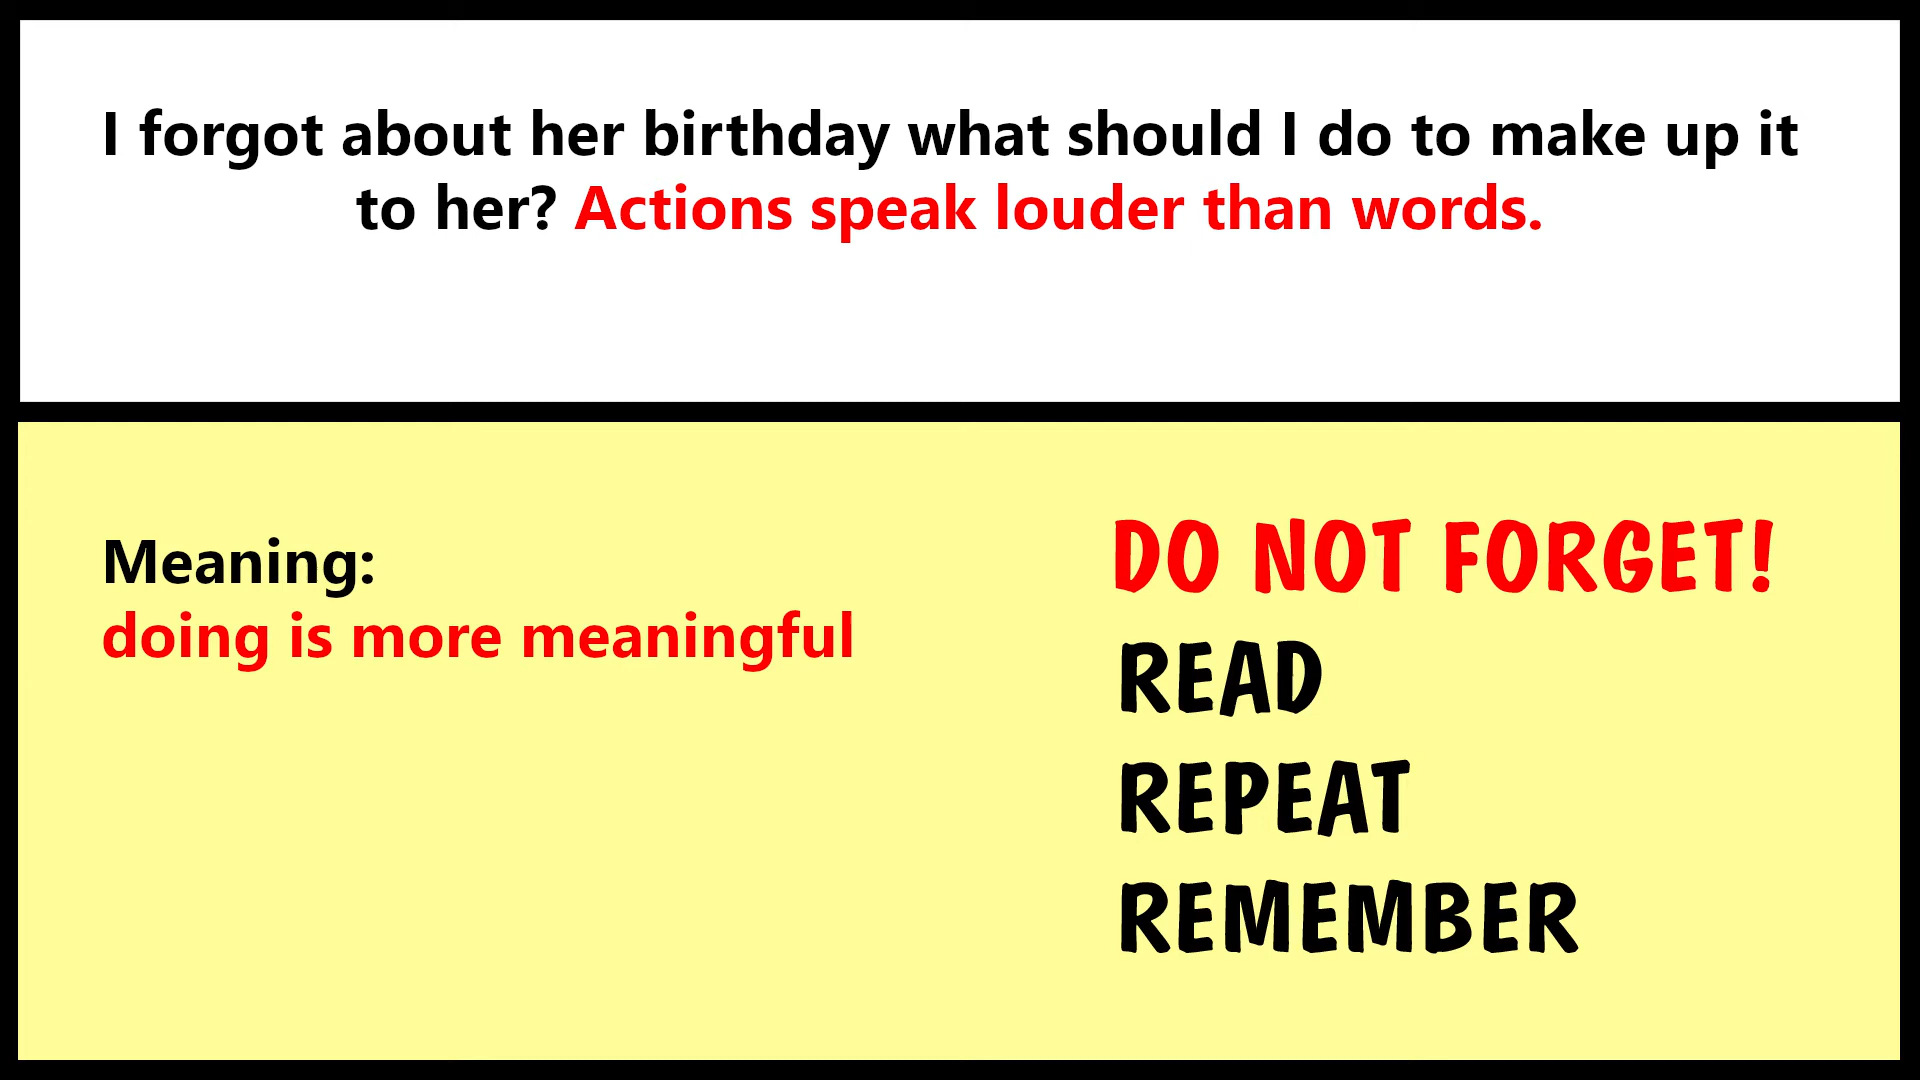 I forgot about her birthday what should I do to make up it
to her? Actions speak louder than words.
Meaning:
doing is more meaningful
DO NOT FORGET!
READ
REPEAT
REMEMBER